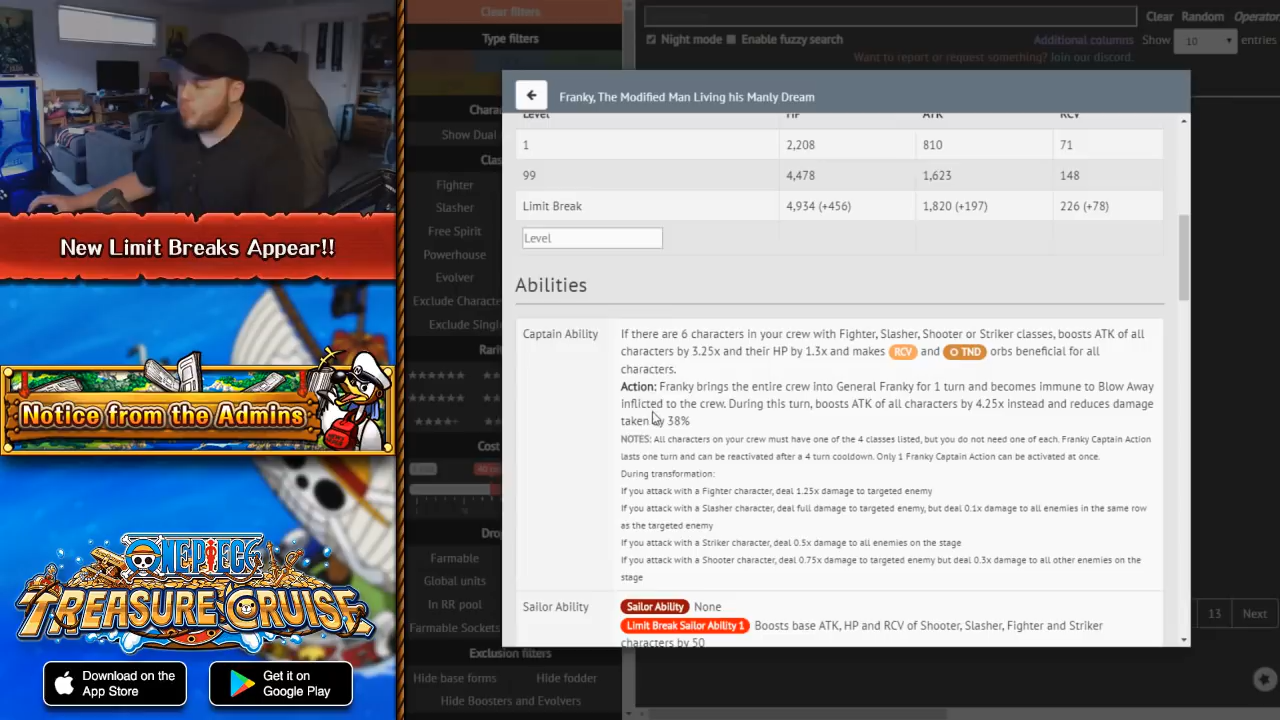 New Limit Breaks Appear!!
Notice from the Admins
ONE PIECE
TREASURE CRUISE
Download on the
App Store
Get it on
Google Play
Clear filters
Type filters
Charac
Show Dual
Clas
Fighter
Slasher
Free Spirit
Powerhouse
Evolver
Exclude Characte
Exclude Singl
Rari
Cost
Dro
Farmable
Global units
In RR pool
Farmable Sockets
Exclusion filters
Hide base forms
Hide fodder
Hide Boosters and Evolvers
Clear Random Operator
Night mode Enable fuzzy search
Additional columns Show 10 entries
Want to report or request something? Join our discord.
Franky, The Modified Man Living his Manly Dream
Level HP ATK RCV
1 2,208 810 71
99 4,478 1,623 148
Limit Break 4,934 (+456) 1,820 (+197) 226 (+78)
Level
Abilities
Captain Ability
If there are 6 characters in your crew with Fighter, Slasher, Shooter or Striker classes, boosts ATK of all
characters by 3.25x and their HP by 1.3x and makes RCV and TND orbs beneficial for all
characters.
Action: Franky brings the entire crew into General Franky for 1 turn and becomes immune to Blow Away
inflicted to the crew. During this turn, boosts ATK of all characters by 4.25x instead and reduces damage
taken by 38%
NOTES: All characters on your crew must have one of the 4 classes listed, but you do not need one of each. Franky Captain Action
lasts one turn and can be reactivated after a 4 turn cooldown. Only 1 Franky Captain Action can be activated at once.
During transformation:
If you attack with a Fighter character, deal 1.25x damage to targeted enemy
If you attack with a Slasher character, deal full damage to targeted enemy, but deal 0.1x damage to all enemies in the same row
as the targeted enemy
If you attack with a Striker character, deal 0.5x damage to all enemies on the stage
If you attack with a Shooter character, deal 0.75x damage to targeted enemy but deal 0.3x damage to all other enemies on the
stage
Sailor Ability
Sailor Ability None
Limit Break Sailor Ability 1 Boosts base ATK, HP and RCV of Shooter, Slasher, Fighter and Striker
characters by 50
13 Next